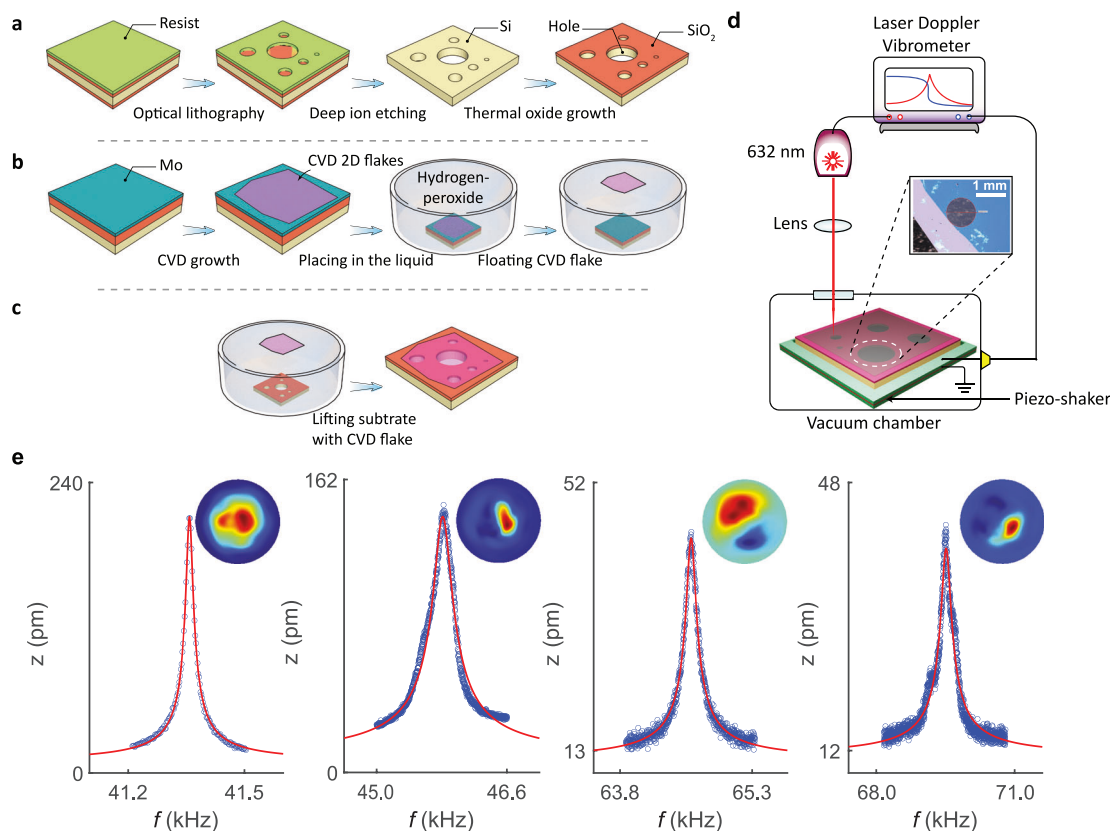 a
Resist
Si
Hole
SiO2
Optical lithography
Deep ion etching
Thermal oxide growth
b
Mo
CVD 2D flakes
Hydrogen-
peroxide
CVD growth
Placing in the liquid
Floating CVD flake
c
Lifting subtrate
with CVD flake
d
Laser Doppler
Vibrometer
632 nm
1 mm
Lens
Piezo-shaker
Vacuum chamber
e
240
z (pm)
0
41.2
41.5
f (kHz)
162
z (pm)
0
45.0
46.6
f (kHz)
52
z (pm)
13
63.8
65.3
f (kHz)
48
z (pm)
12
68.0
71.0
f (kHz)